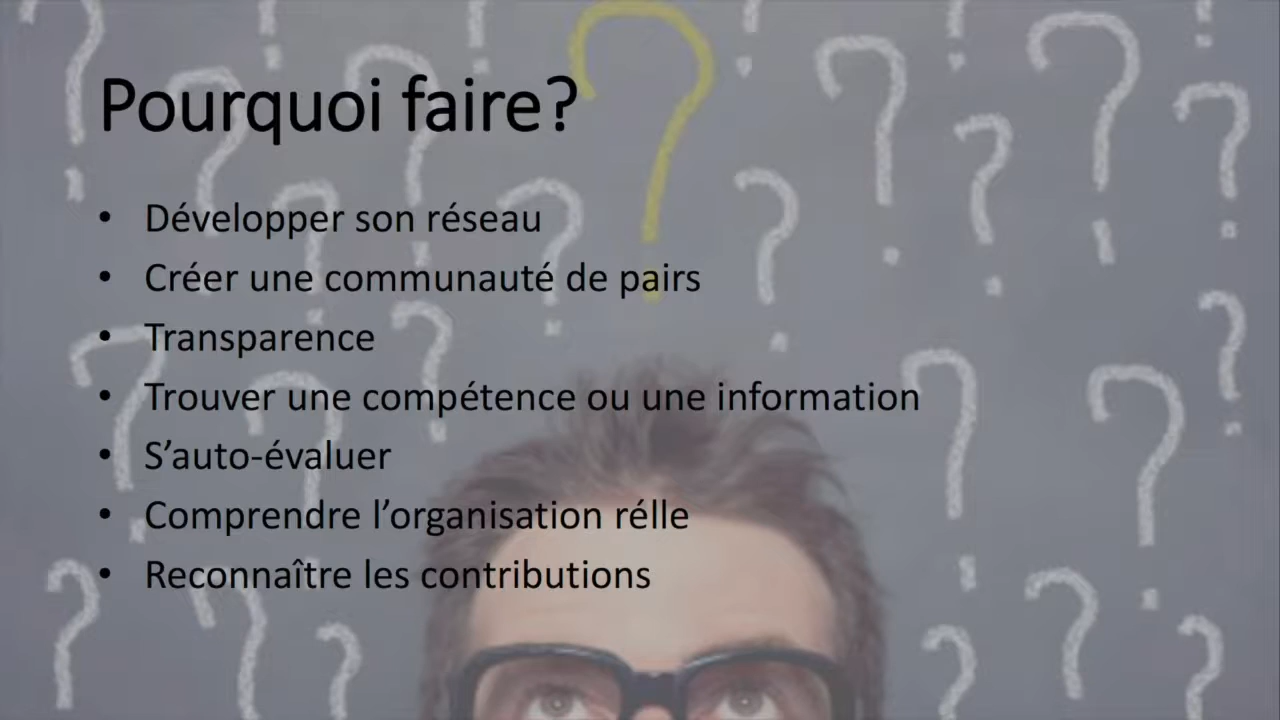 Pourquoi faire?
• Développer son réseau
• Créer une communauté de pairs
• Transparence
• Trouver une compétence ou une information
• S’auto-évaluer
• Comprendre l’organisation rélle
• Reconnaître les contributions